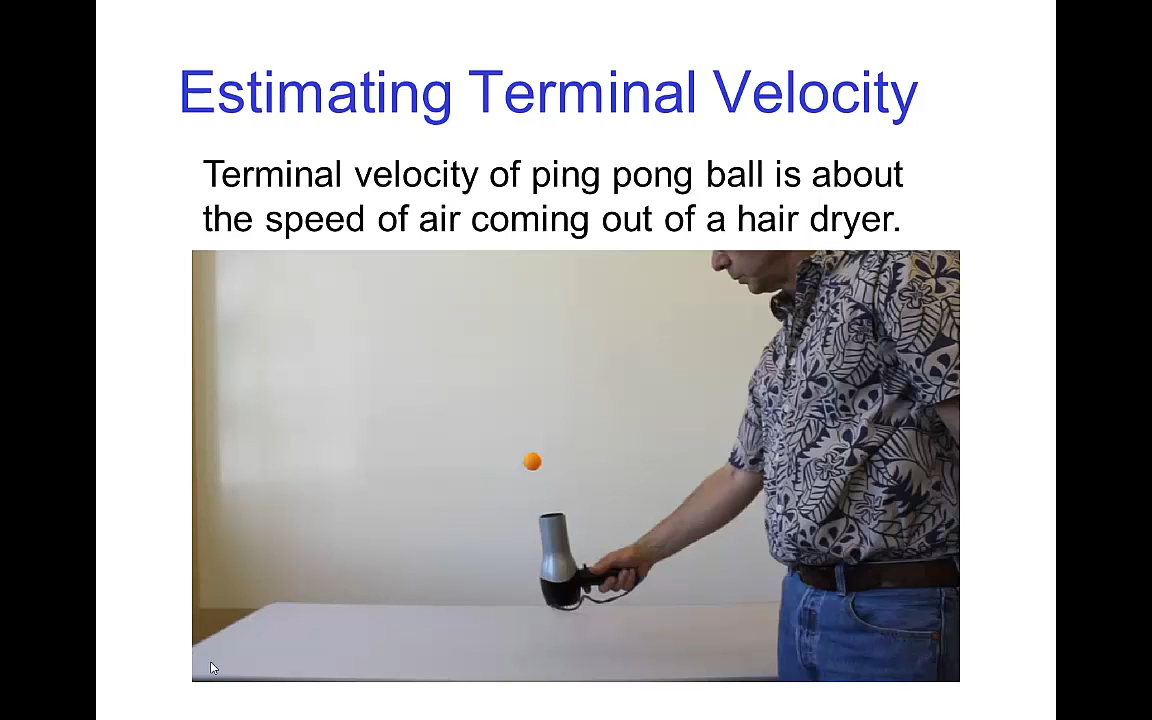 Estimating Terminal Velocity
Terminal velocity of ping pong ball is about
the speed of air coming out of a hair dryer.